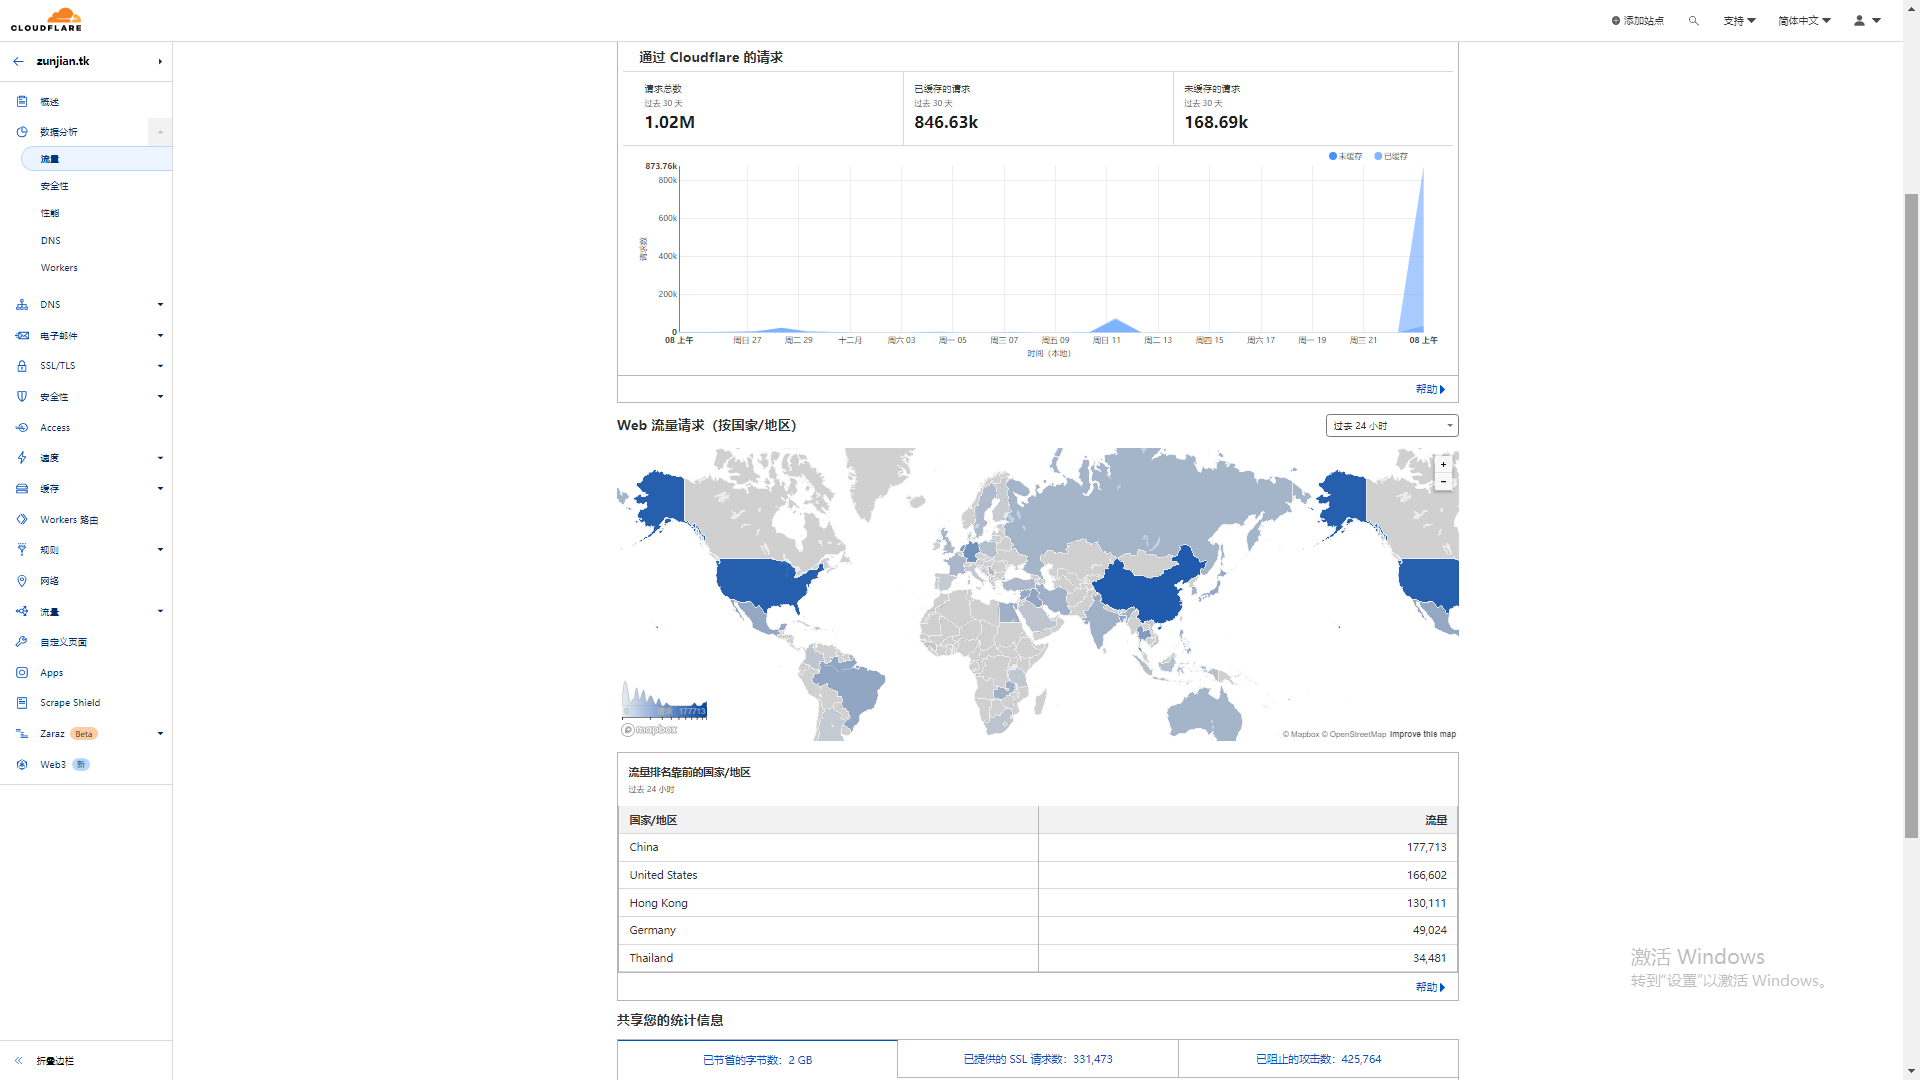 CLOUDFLARE
添加站点
支持
简体中文
zunjian.tk
概述
数据分析
流量
安全性
性能
DNS
Workers
DNS
电子邮件
SSL/TLS
安全性
Access
速度
缓存
Workers 路由
规则
网络
流量
自定义页面
Apps
Scrape Shield
Zaraz Beta
Web3 新
折叠边栏
通过 Cloudflare 的请求
请求总数
过去 30 天
1.02M
已缓存的请求
过去 30 天
846.63k
未缓存的请求
过去 30 天
168.69k
未缓存 已缓存
873.76k
800k
600k
400k
200k
0
请求数
08 上午 周日 27 周二 29 十二月 周六 03 周一 05 周三 07 周五 09 周日 11 周二 13 周四 15 周六 17 周一 19 周三 21 08 上午
时间（本地）
帮助
Web 流量请求（按国家/地区）
过去 24 小时
+
−
0 请求 177713
mapbox
© Mapbox © OpenStreetMap Improve this map
流量排名靠前的国家/地区
过去 24 小时
国家/地区 流量
China 177,713
United States 166,602
Hong Kong 130,111
Germany 49,024
Thailand 34,481
帮助
共享您的统计信息
已节省的字节数：2 GB
已提供的 SSL 请求数：331,473
已阻止的攻击数：425,764
激活 Windows
转到“设置”以激活 Windows。